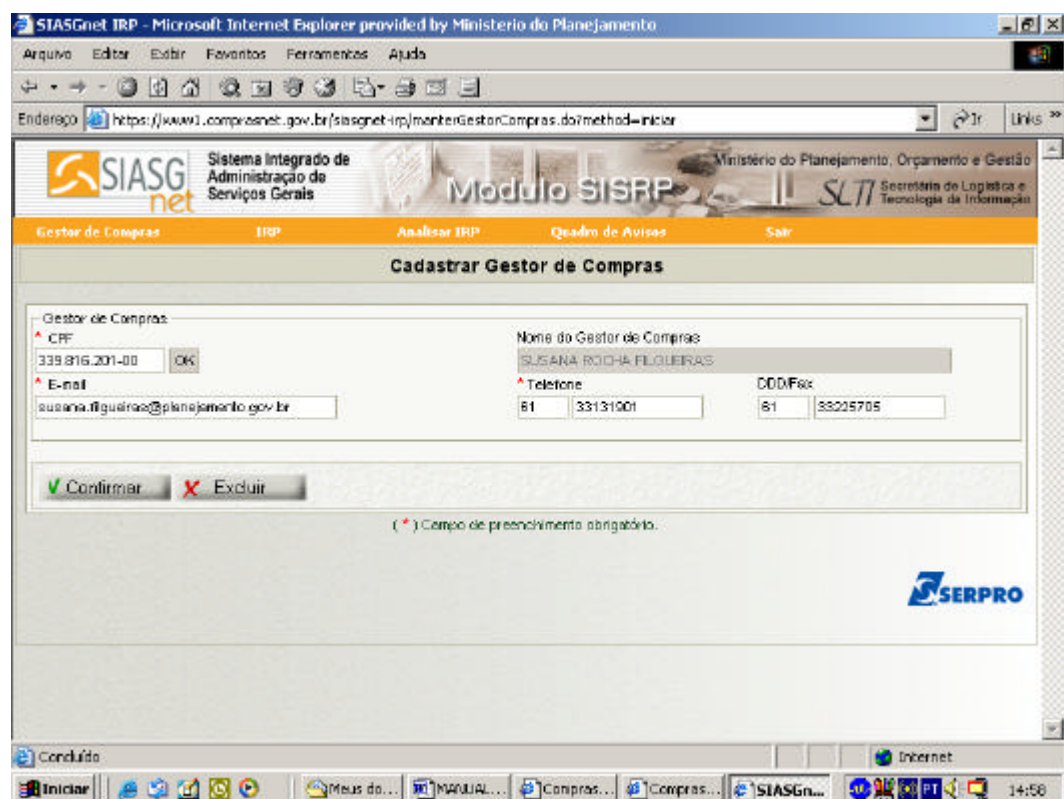 SIASGnet IRP - Microsoft Internet Explorer provided by Ministerio do Planejamento
Arquivo Editar Exibir Favoritos Ferramentas Ajuda
Endereço https://www1.comprasnet.gov.br/siasgnet-irp/manterGestorCompras.do?method=iniciar Ir Links »
SIASG net
Sistema Integrado de
Administração de
Serviços Gerais
Modulo SISRP
Ministério do Planejamento, Orçamento e Gestão
SLTI Secretaria de Logística e
Tecnologia da Informação
Gestor de Compras IRP Analisar IRP Quadro de Avisos Sair
Cadastrar Gestor de Compras
Gestor de Compras
* CPF Nome do Gestor de Compras
339.816.201-00 OK SUSANA ROCHA FILGUEIRAS
* E-mail * Telefone DDD/Fax
susana.filgueiras@planejamento.gov.br 61 33131901 61 33225705
Confirmar Excluir
( * ) Campo de preenchimento obrigatório.
SERPRO
Concluído Internet
Iniciar Meus do... MANUAL... Compras... Compras... SIASGn... PT 14:58